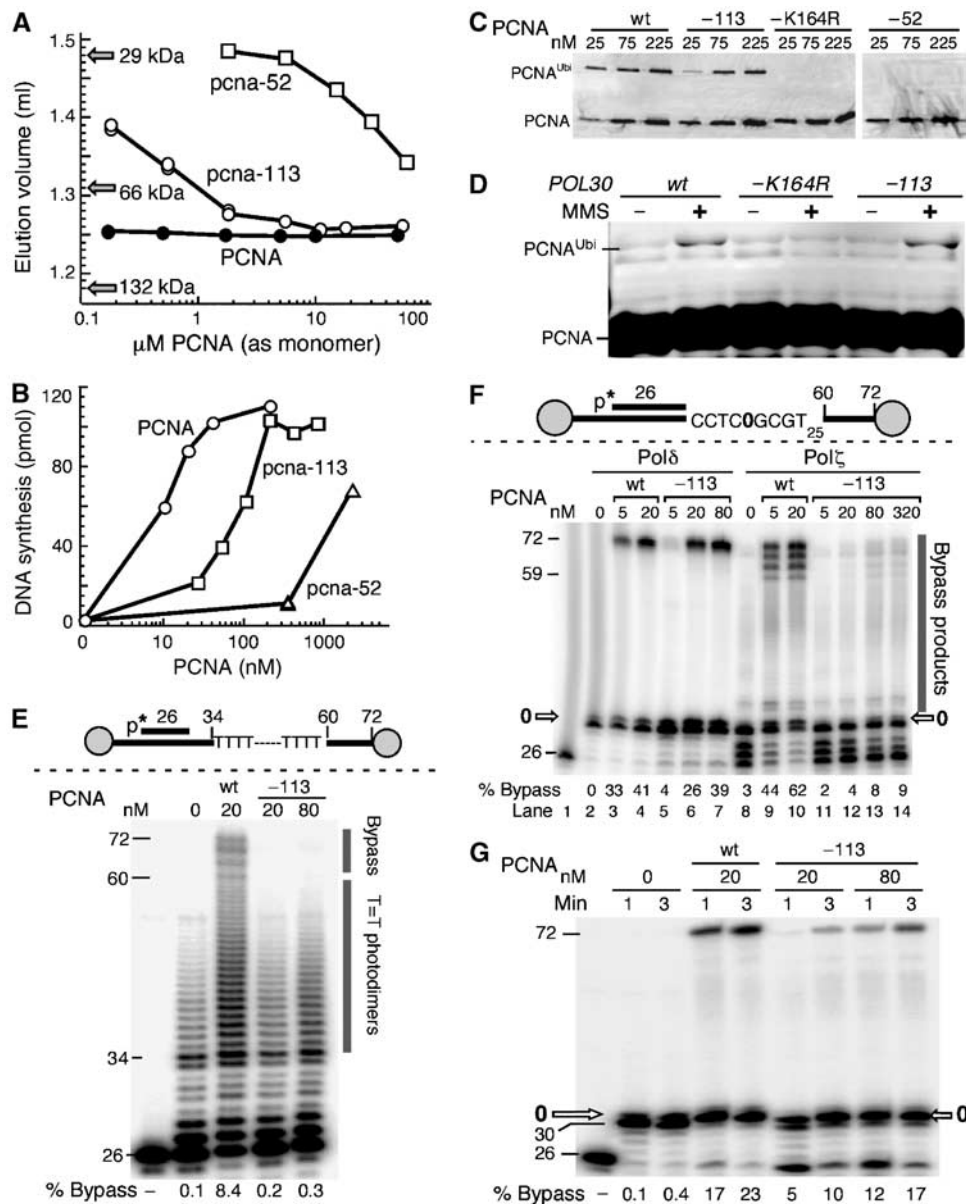 A
1.5
1.4
1.3
1.2
Elution volume (ml)
29 kDa
66 kDa
132 kDa
pcna-52
pcna-113
PCNA
0.1 1 10 100
µM PCNA (as monomer)
B
120
100
80
60
40
20
0
DNA synthesis (pmol)
PCNA
pcna-113
pcna-52
1 10 100 1000
PCNA (nM)
C
PCNA wt –113 –K164R –52
nM 25 75 225 25 75 225 25 75 225 25 75 225
PCNA^Ubi
PCNA
D
POL30 wt –K164R –113
MMS – + – + – +
PCNA^Ubi
PCNA
E
p* 26 34 60 72
PCNA wt –113
nM 0 20 20 80
72
60
34
26
Bypass
T=T photodimers
% Bypass – 0.1 8.4 0.2 0.3
F
p* 26 60 72
CCTC0GCGT25
Polδ Polζ
PCNA wt –113 wt –113
nM 0 5 20 5 20 80 0 5 20 5 20 80 320
72
59
0 0
26
Bypass products
% Bypass 0 33 41 4 26 39 3 44 62 2 4 8 9
Lane 1 2 3 4 5 6 7 8 9 10 11 12 13 14
G
PCNA wt –113
nM 0 20 20 80
Min 1 3 1 3 1 3 1 3
72
0 0
30
26
% Bypass – 0.1 0.4 17 23 5 10 12 17